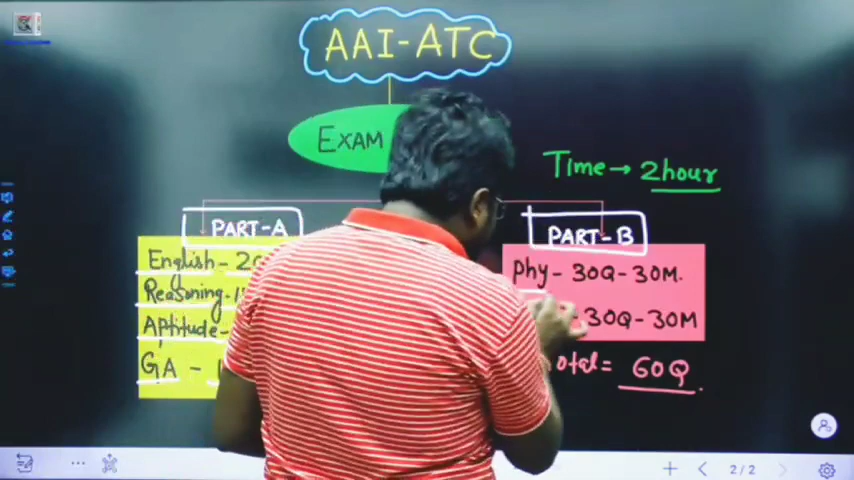 AAI-ATC
EXAM
Time → 2hour
PART-A
PART-B
English - 20
Reasoning -
Aptitude -
GA -
Phy - 30Q - 30M.
- 30Q - 30M
otal = 60Q
2/2